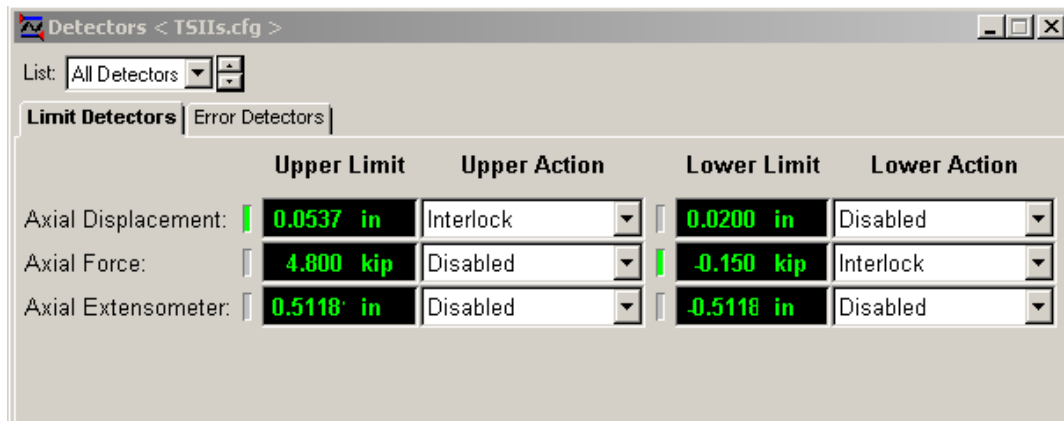 Detectors < TSIIs.cfg >
List: All Detectors
Limit Detectors Error Detectors
Upper Limit Upper Action Lower Limit Lower Action
Axial Displacement: 0.0537 in Interlock 0.0200 in Disabled
Axial Force: 4.800 kip Disabled -0.150 kip Interlock
Axial Extensometer: 0.5118 in Disabled -0.5118 in Disabled